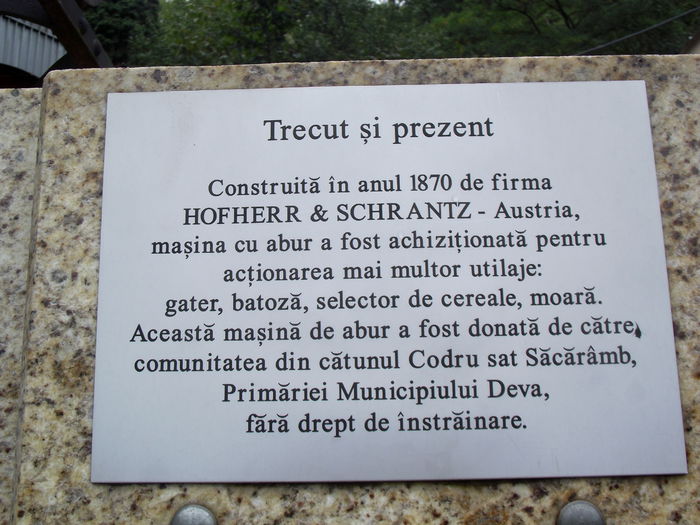 Trecut și prezent
Construită în anul 1870 de firma
HOFHERR & SCHRANTZ - Austria,
mașina cu abur a fost achiziționată pentru
acționarea mai multor utilaje:
gater, batoză, selector de cereale, moară.
Această mașină de abur a fost donată de către
comunitatea din cătunul Codru sat Săcărâmb,
Primăriei Municipiului Deva,
fără drept de înstrăinare.